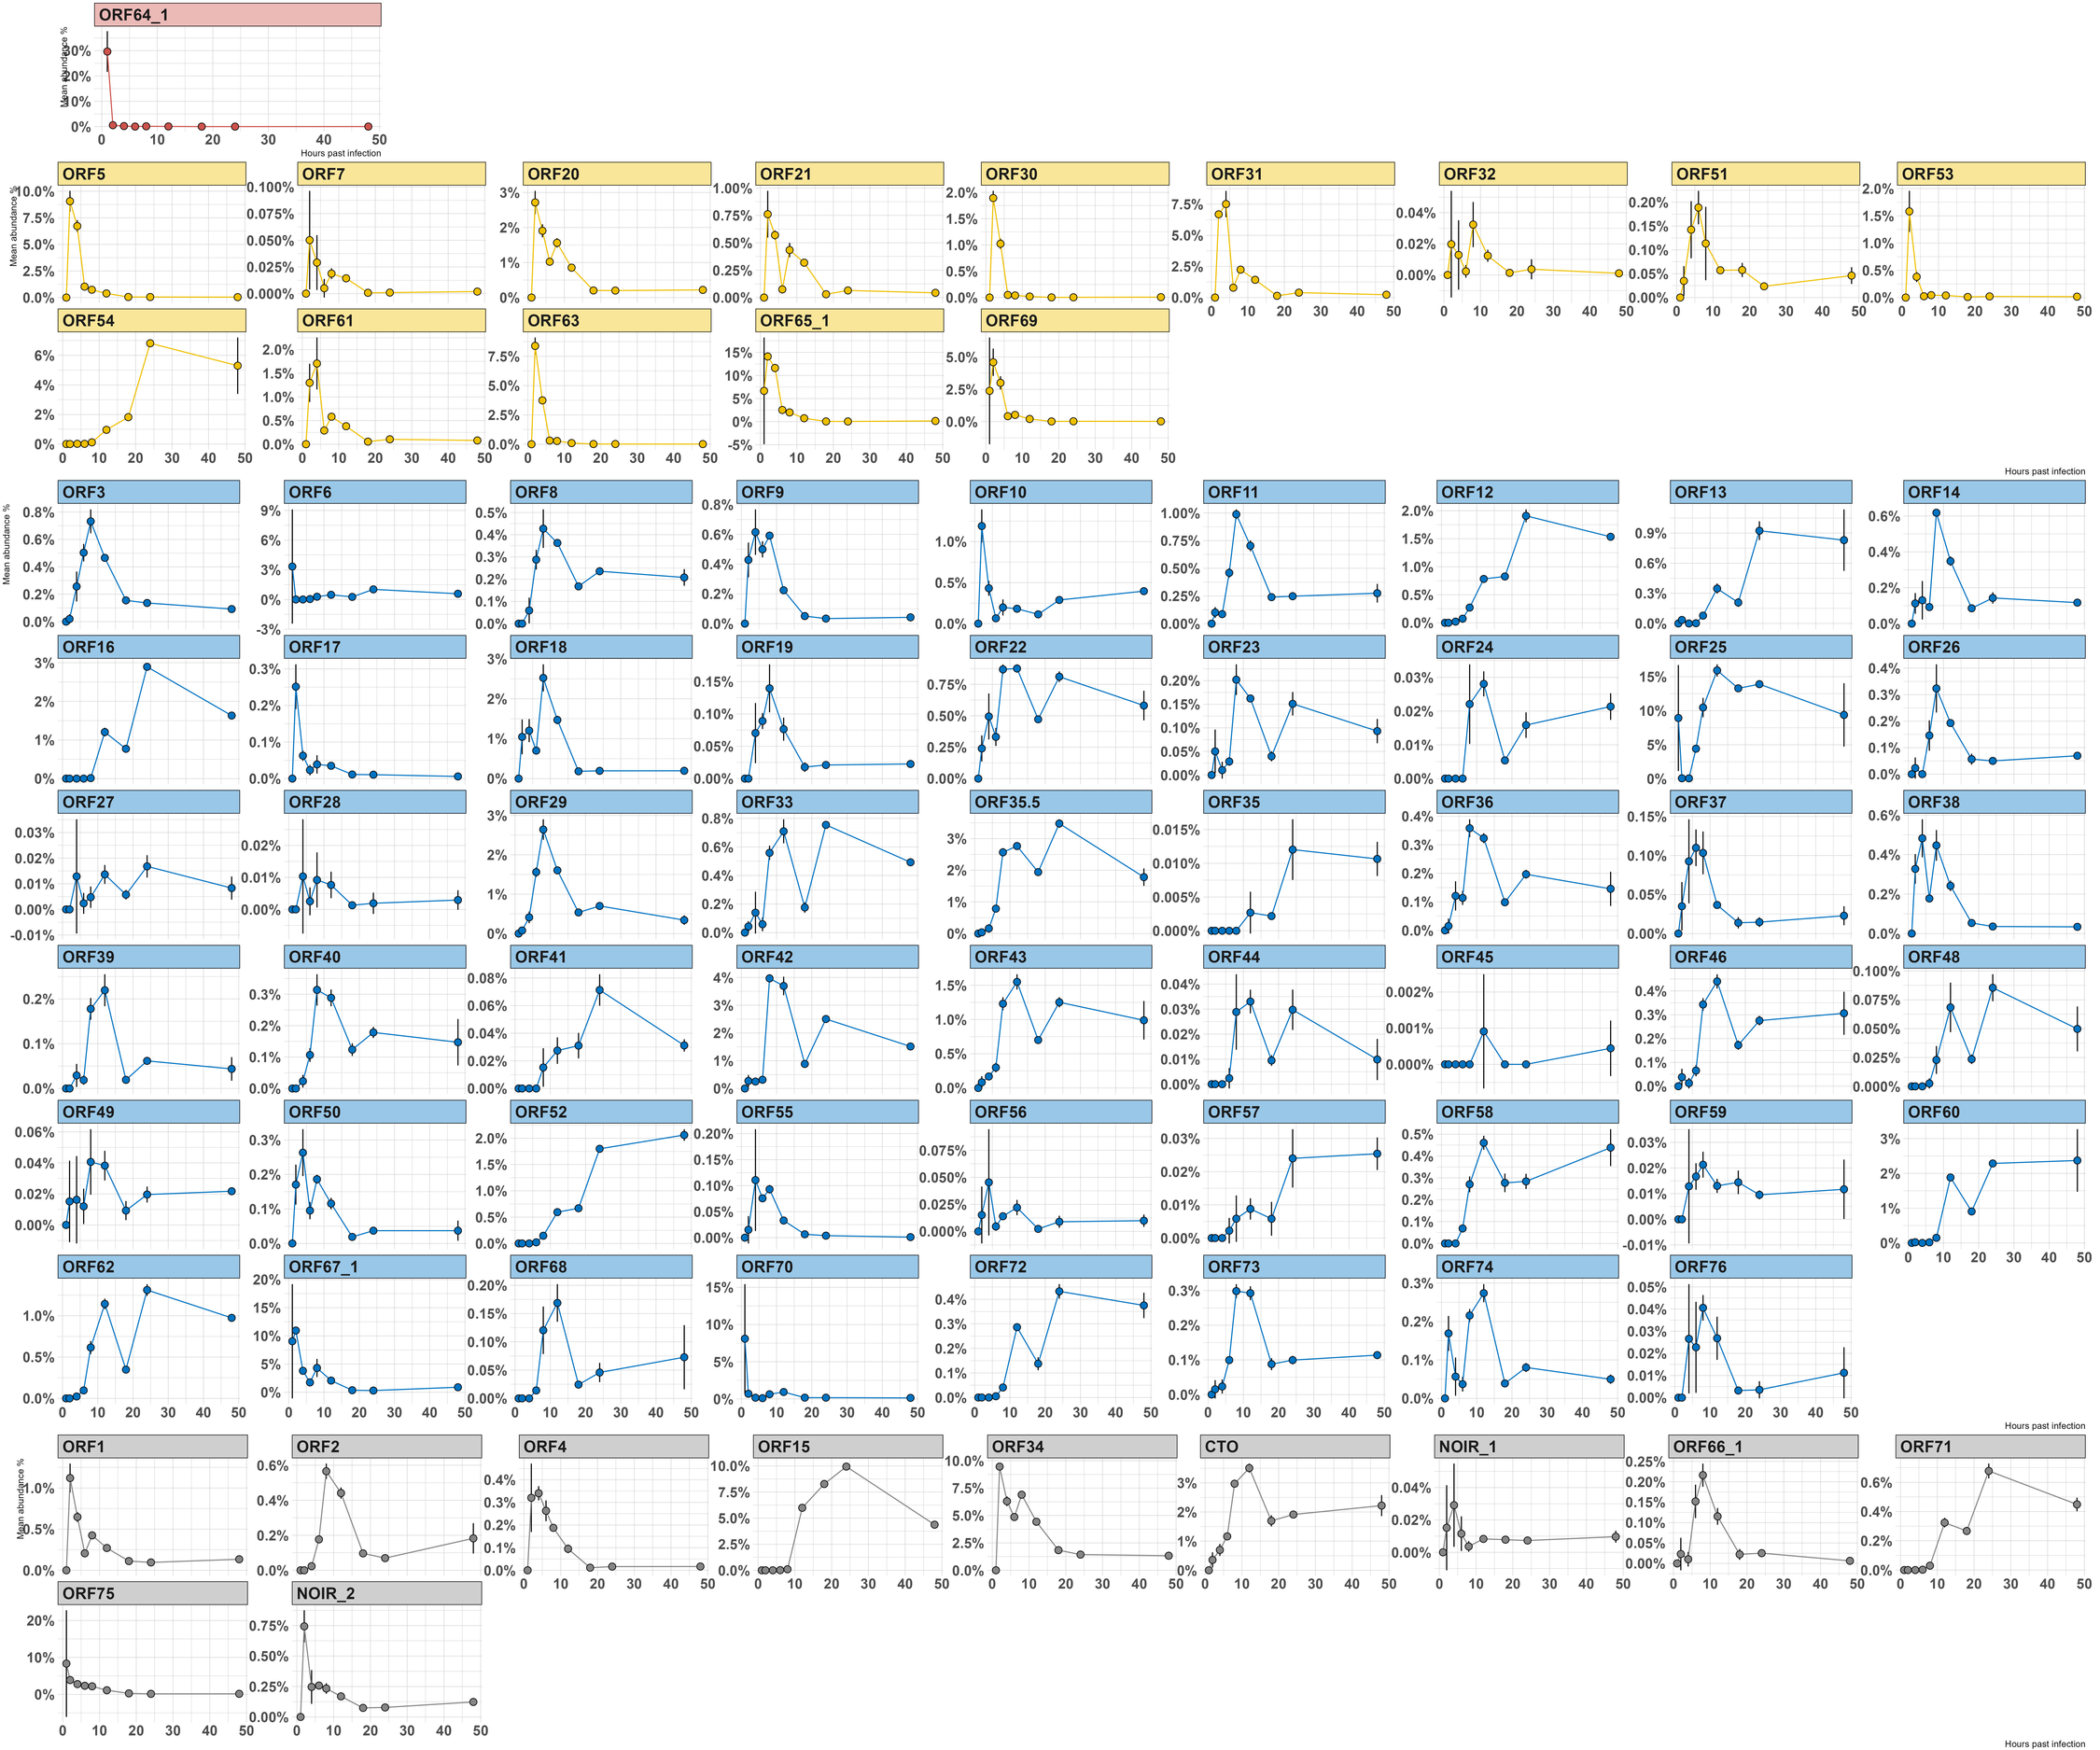 ORF64_1
Mean abundance %
30%
20%
10%
0%
0 10 20 30 40 50
Hours past infection
ORF5 ORF7 ORF20 ORF21 ORF30 ORF31 ORF32 ORF51 ORF53
Mean abundance %
10.0% 7.5% 5.0% 2.5% 0.0%
0.100% 0.075% 0.050% 0.025% 0.000%
3% 2% 1% 0%
1.00% 0.75% 0.50% 0.25% 0.00%
2.0% 1.5% 1.0% 0.5% 0.0%
7.5% 5.0% 2.5% 0.0%
0.04% 0.02% 0.00%
0.20% 0.15% 0.10% 0.05% 0.00%
2.0% 1.5% 1.0% 0.5% 0.0%
0 10 20 30 40 50 0 10 20 30 40 50 0 10 20 30 40 50 0 10 20 30 40 50
ORF54 ORF61 ORF63 ORF65_1 ORF69
6% 4% 2% 0%
2.0% 1.5% 1.0% 0.5% 0.0%
7.5% 5.0% 2.5% 0.0%
15% 10% 5% 0% -5%
5.0% 2.5% 0.0%
0 10 20 30 40 50 0 10 20 30 40 50 0 10 20 30 40 50 0 10 20 30 40 50 0 10 20 30 40 50
Hours past infection
ORF3 ORF6 ORF8 ORF9 ORF10 ORF11 ORF12 ORF13 ORF14
Mean abundance %
0.8% 0.6% 0.4% 0.2% 0.0%
9% 6% 3% 0% -3%
0.5% 0.4% 0.3% 0.2% 0.1% 0.0%
0.8% 0.6% 0.4% 0.2% 0.0%
1.0% 0.5% 0.0%
1.00% 0.75% 0.50% 0.25% 0.00%
2.0% 1.5% 1.0% 0.5% 0.0%
0.9% 0.6% 0.3% 0.0%
0.6% 0.4% 0.2% 0.0%
ORF16 ORF17 ORF18 ORF19 ORF22 ORF23 ORF24 ORF25 ORF26
3% 2% 1% 0%
0.3% 0.2% 0.1% 0.0%
3% 2% 1% 0%
0.15% 0.10% 0.05% 0.00%
0.75% 0.50% 0.25% 0.00%
0.20% 0.15% 0.10% 0.05% 0.00%
0.03% 0.02% 0.01% 0.00%
15% 10% 5% 0%
0.4% 0.3% 0.2% 0.1% 0.0%
ORF27 ORF28 ORF29 ORF33 ORF35.5 ORF35 ORF36 ORF37 ORF38
0.03% 0.02% 0.01% 0.00% -0.01%
0.02% 0.01% 0.00%
3% 2% 1% 0%
0.8% 0.6% 0.4% 0.2% 0.0%
3% 2% 1% 0%
0.015% 0.010% 0.005% 0.000%
0.4% 0.3% 0.2% 0.1% 0.0%
0.15% 0.10% 0.05% 0.00%
0.6% 0.4% 0.2% 0.0%
ORF39 ORF40 ORF41 ORF42 ORF43 ORF44 ORF45 ORF46 ORF48
0.2% 0.1% 0.0%
0.3% 0.2% 0.1% 0.0%
0.08% 0.06% 0.04% 0.02% 0.00%
4% 3% 2% 1% 0%
1.5% 1.0% 0.5% 0.0%
0.04% 0.03% 0.02% 0.01% 0.00%
0.002% 0.001% 0.000%
0.4% 0.3% 0.2% 0.1% 0.0%
0.100% 0.075% 0.050% 0.025% 0.000%
ORF49 ORF50 ORF52 ORF55 ORF56 ORF57 ORF58 ORF59 ORF60
0.06% 0.04% 0.02% 0.00%
0.3% 0.2% 0.1% 0.0%
2.0% 1.5% 1.0% 0.5% 0.0%
0.20% 0.15% 0.10% 0.05% 0.00%
0.075% 0.050% 0.025% 0.000%
0.03% 0.02% 0.01% 0.00%
0.5% 0.4% 0.3% 0.2% 0.1% 0.0%
0.03% 0.02% 0.01% 0.00% -0.01%
3% 2% 1% 0%
0 10 20 30 40 50
ORF62 ORF67_1 ORF68 ORF70 ORF72 ORF73 ORF74 ORF76
1.0% 0.5% 0.0%
20% 15% 10% 5% 0%
0.20% 0.15% 0.10% 0.05% 0.00%
15% 10% 5% 0%
0.4% 0.3% 0.2% 0.1% 0.0%
0.3% 0.2% 0.1% 0.0%
0.3% 0.2% 0.1% 0.0%
0.05% 0.04% 0.03% 0.02% 0.01% 0.00%
0 10 20 30 40 50 0 10 20 30 40 50 0 10 20 30 40 50 0 10 20 30 40 50 0 10 20 30 40 50 0 10 20 30 40 50 0 10 20 30 40 50 0 10 20 30 40 50
Hours past infection
ORF1 ORF2 ORF4 ORF15 ORF34 CTO NOIR_1 ORF66_1 ORF71
Mean abundance %
1.0% 0.5% 0.0%
0.6% 0.4% 0.2% 0.0%
0.4% 0.3% 0.2% 0.1% 0.0%
10.0% 7.5% 5.0% 2.5% 0.0%
10.0% 7.5% 5.0% 2.5% 0.0%
3% 2% 1% 0%
0.04% 0.02% 0.00%
0.25% 0.20% 0.15% 0.10% 0.05% 0.00%
0.6% 0.4% 0.2% 0.0%
0 10 20 30 40 50 0 10 20 30 40 50 0 10 20 30 40 50 0 10 20 30 40 50 0 10 20 30 40 50 0 10 20 30 40 50 0 10 20 30 40 50
ORF75 NOIR_2
20% 10% 0%
0.75% 0.50% 0.25% 0.00%
0 10 20 30 40 50 0 10 20 30 40 50
Hours past infection